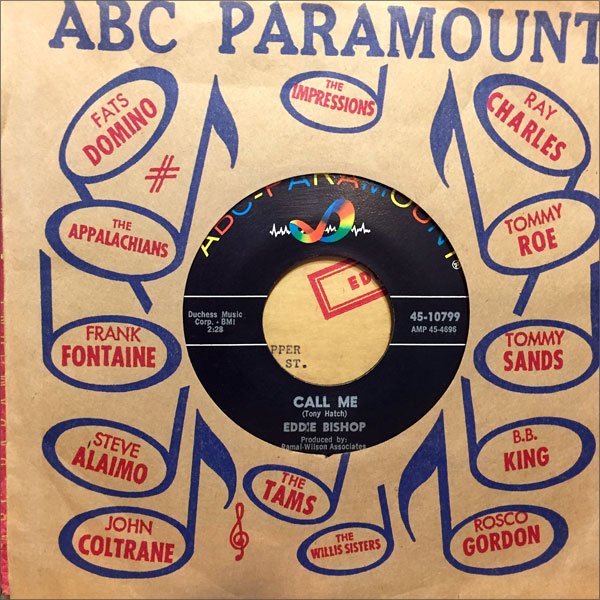 ABC PARAMOUNT
FATS
DOMINO
THE
IMPRESSIONS
RAY
CHARLES
THE
APPALACHIANS
TOMMY
ROE
FRANK
FONTAINE
TOMMY
SANDS
STEVE
ALAIMO
B.B.
KING
THE
TAMS
JOHN
COLTRANE
THE
WILLIS SISTERS
ROSCO
GORDON
ABC-PARAMOUNT
®
Duchess Music
Corp. - BMI
2:28
45-10799
AMP 45-4696
ED
PPER
ST.
CALL ME
(Tony Hatch)
EDDIE BISHOP
Produced by:
Ramal-Wilson Associates